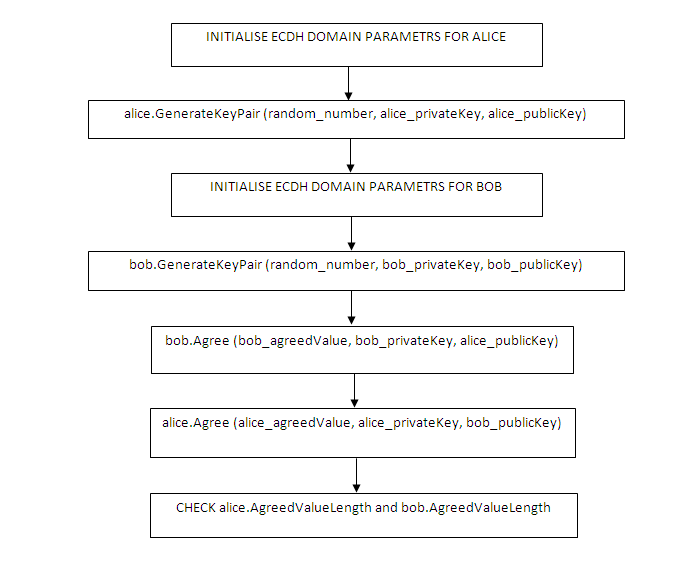 INITIALISE ECDH DOMAIN PARAMETRS FOR ALICE
alice.GenerateKeyPair (random_number, alice_privateKey, alice_publicKey)
INITIALISE ECDH DOMAIN PARAMETRS FOR BOB
bob.GenerateKeyPair (random_number, bob_privateKey, bob_publicKey)
bob.Agree (bob_agreedValue, bob_privateKey, alice_publicKey)
alice.Agree (alice_agreedValue, alice_privateKey, bob_publicKey)
CHECK alice.AgreedValueLength and bob.AgreedValueLength